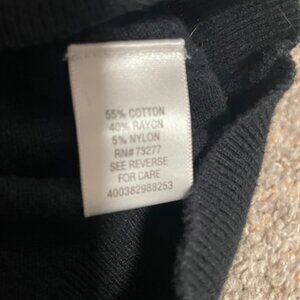 55% COTTON
40% RAYON
5% NYLON
RN# 73277
SEE REVERSE
FOR CARE
400382988253